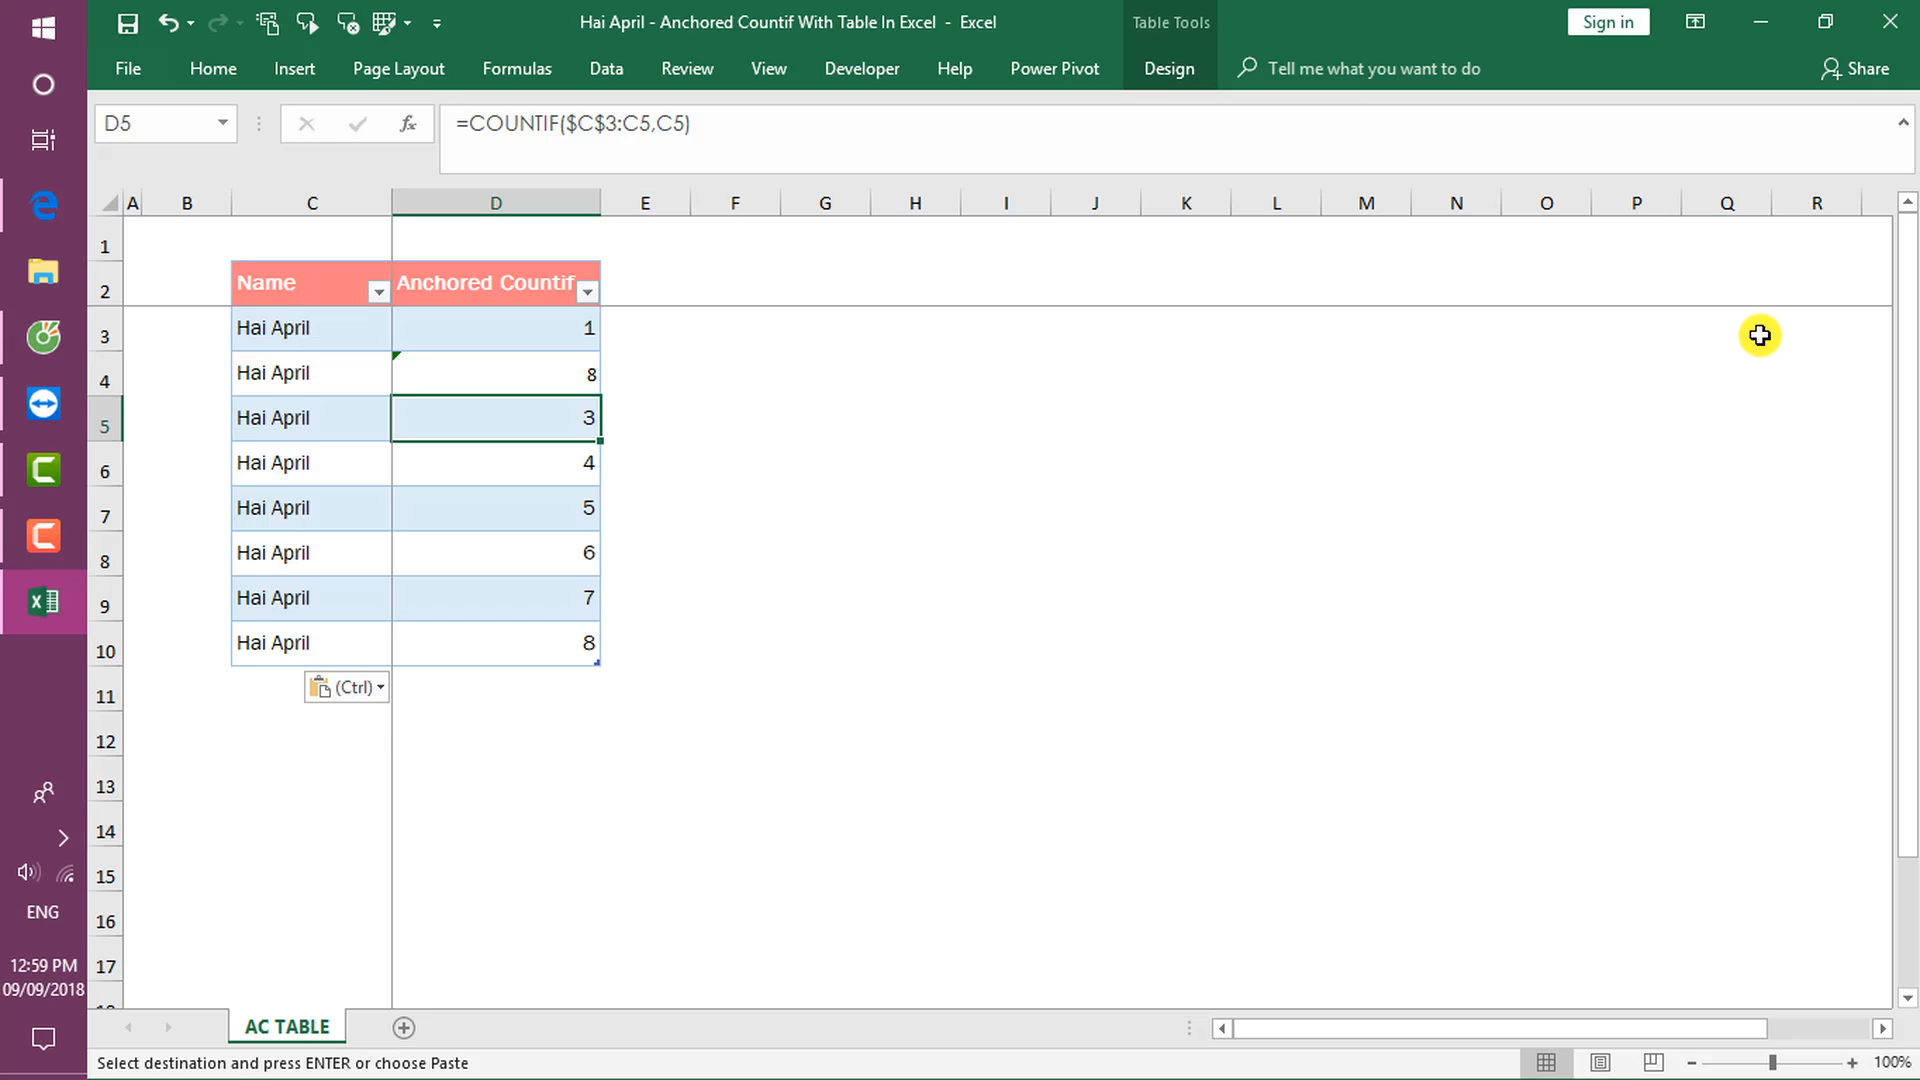 Hai April - Anchored Countif With Table In Excel - Excel
Table Tools
Sign in
File Home Insert Page Layout Formulas Data Review View Developer Help Power Pivot Design Tell me what you want to do Share
D5 fx =COUNTIF($C$3:C5,C5)
A B C D E F G H I J K L M N O P Q R
1
2 Name Anchored Countif
3 Hai April 1
4 Hai April 8
5 Hai April 3
6 Hai April 4
7 Hai April 5
8 Hai April 6
9 Hai April 7
10 Hai April 8
11 (Ctrl)
12
13
14
15
16
17
ENG
12:59 PM
09/09/2018
AC TABLE
Select destination and press ENTER or choose Paste
100%